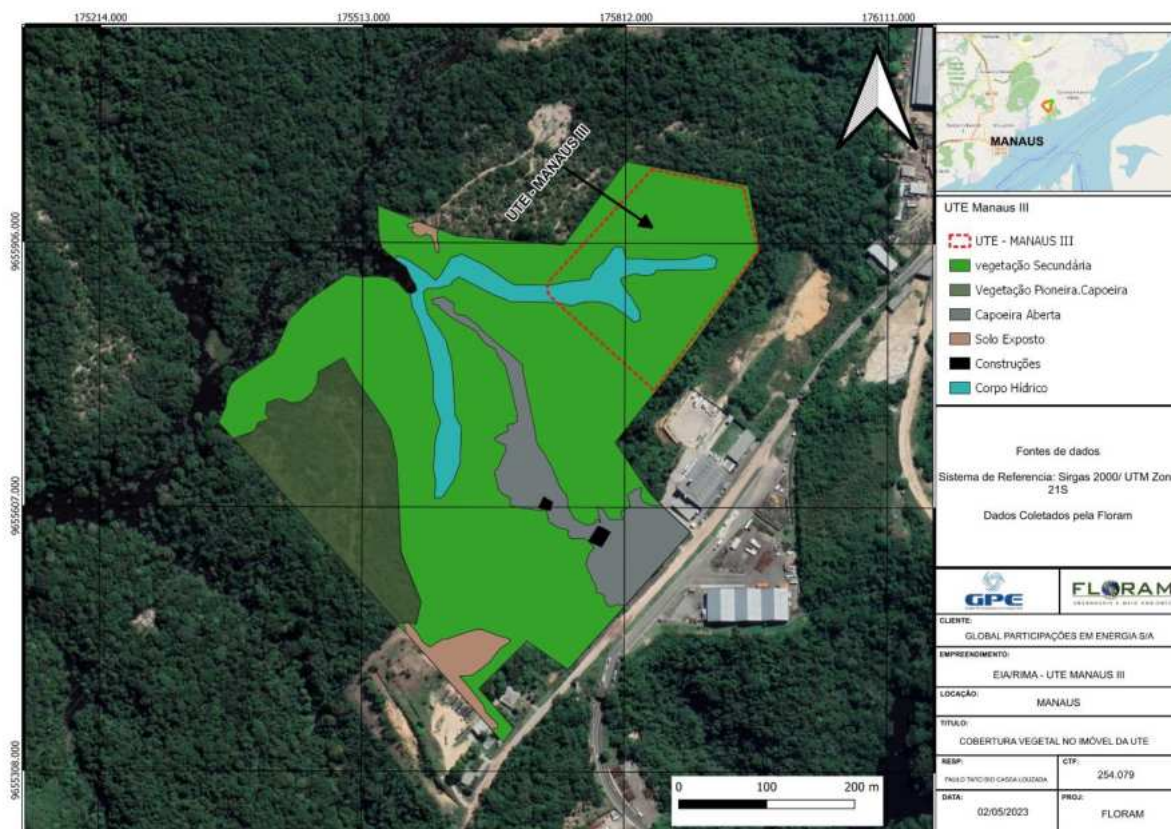 175214.000
175513.000
175812.000
176111.000
9655906.000
9655607.000
9655308.000
UTE - MANAUS III
0 100 200 m
MANAUS
UTE Manaus III
UTE - MANAUS III
vegetação Secundária
Vegetação Pioneira.Capoeira
Capoeira Aberta
Solo Exposto
Construções
Corpo Hídrico
Fontes de dados
Sistema de Referencia: Sirgas 2000/ UTM Zon
21S
Dados Coletados pela Floram
GPE
FLORAM
CLIENTE:
GLOBAL PARTICIPAÇÕES EM ENERGIA S/A
EMPREENDIMENTO:
EIA/RIMA - UTE MANAUS III
LOCAÇÃO:
MANAUS
TITULO:
COBERTURA VEGETAL NO IMÓVEL DA UTE
RESP:
PAULO
CTF:
254.079
DATA:
02/05/2023
PROJ:
FLORAM